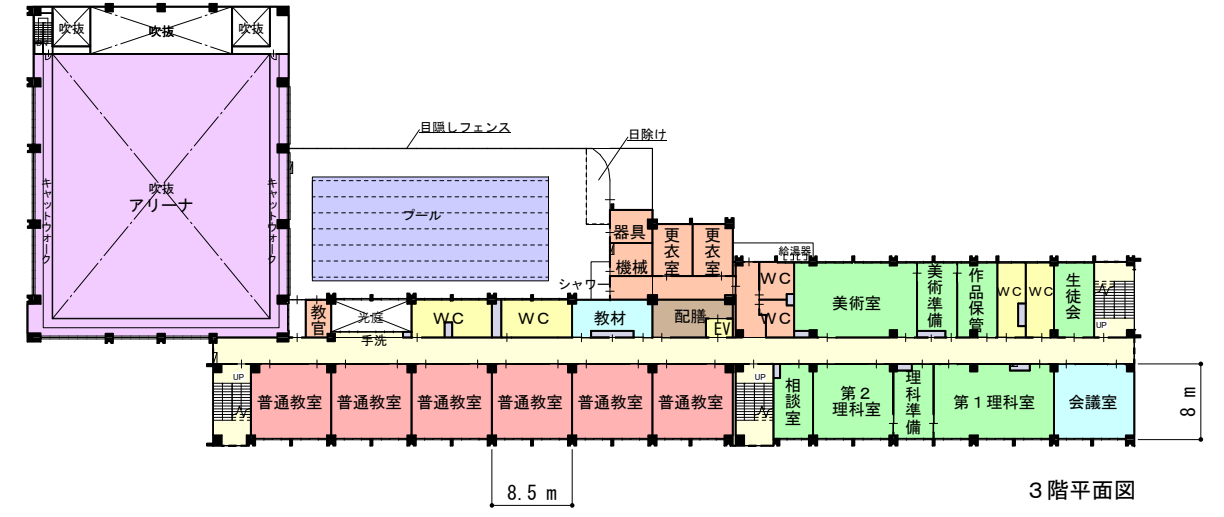 吹抜
吹抜
吹抜
目隠しフェンス
日除け
キャットウォーク
吹抜
アリーナ
キャットウォーク
プール
器具
更衣室
更衣室
機械
シャワー
給湯器
WC
WC
美術室
美術準備
作品保管
WC
WC
生徒会
UP
教官
光庭
手洗
WC
WC
教材
配膳
EV
UP
普通教室
普通教室
普通教室
普通教室
普通教室
普通教室
UP
相談室
第2
理科室
理科準備
第1理科室
会議室
8m
8.5m
3階平面図